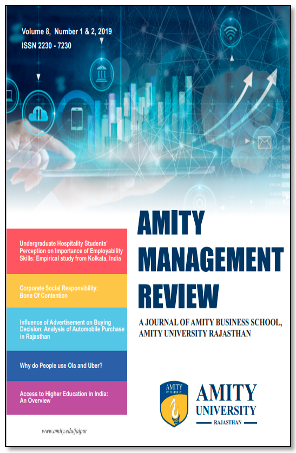 Volume 8, Number 1 & 2, 2019
ISSN 2230 - 7230
AMITY
MANAGEMENT
REVIEW
A JOURNAL OF AMITY BUSINESS SCHOOL,
AMITY UNIVERSITY RAJASTHAN
Undergraduate Hospitality Students'
Perception on Importance of Employability
Skills: Empirical study from Kolkata, India
Corporate Social Responsibility:
Bone Of Contention
Influence of Advertisement on Buying
Decision: Analysis of Automobile Purchase
in Rajasthan
Why do People use Ola and Uber?
Access to Higher Education in India:
An Overview
AMITY
AMITY
UNIVERSITY
RAJASTHAN